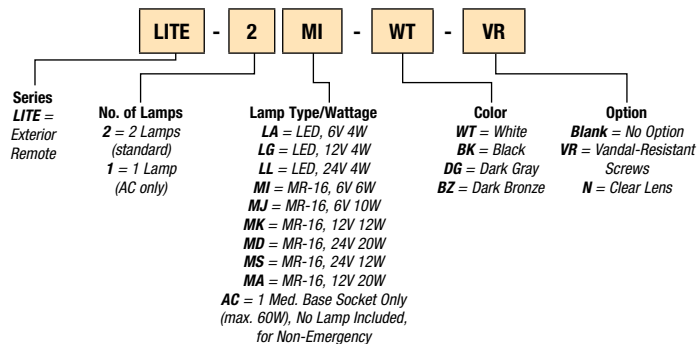 LITE - 2 MI - WT - VR
Series
LITE =
Exterior
Remote
No. of Lamps
2 = 2 Lamps
(standard)
1 = 1 Lamp
(AC only)
Lamp Type/Wattage
LA = LED, 6V 4W
LG = LED, 12V 4W
LL = LED, 24V 4W
MI = MR-16, 6V 6W
MJ = MR-16, 6V 10W
MK = MR-16, 12V 12W
MD = MR-16, 24V 20W
MS = MR-16, 24V 12W
MA = MR-16, 12V 20W
AC = 1 Med. Base Socket Only
(max. 60W), No Lamp Included,
for Non-Emergency
Color
WT = White
BK = Black
DG = Dark Gray
BZ = Dark Bronze
Option
Blank = No Option
VR = Vandal-Resistant
Screws
N = Clear Lens